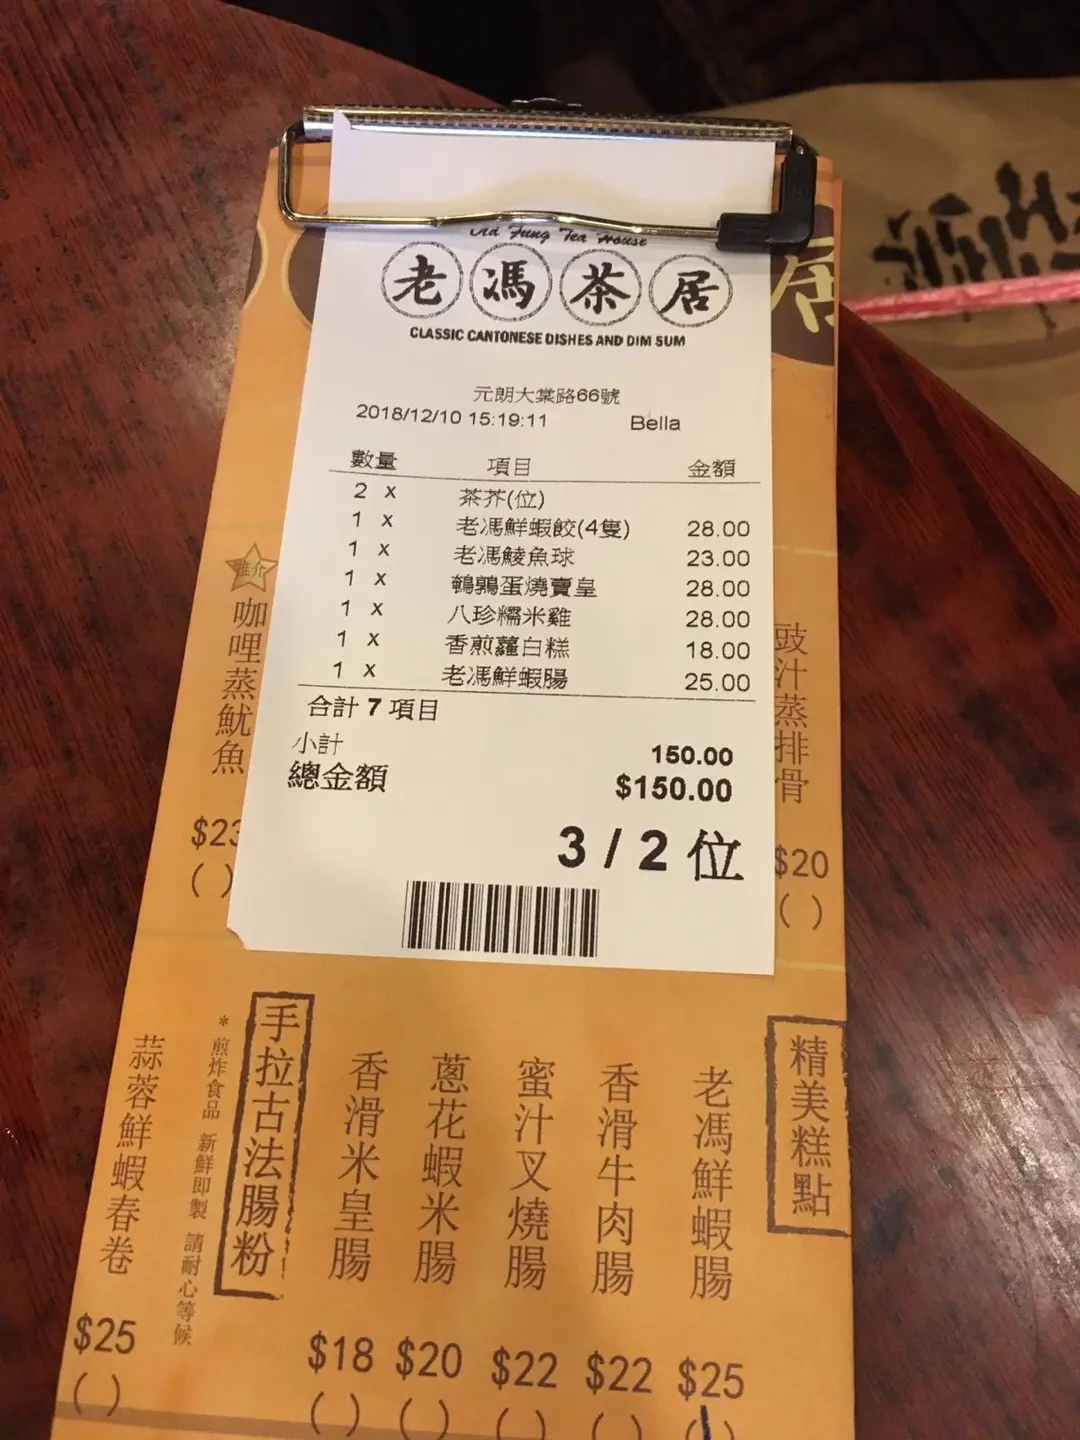 Fung Tea House
老馮茶居
CLASSIC CANTONESE DISHES AND DIM SUM
元朗大棠路66號
2018/12/10 15:19:11 Bella
數量 項目 金額
2 x 茶芥(位)
1 x 老馮鮮蝦餃(4隻) 28.00
1 x 老馮鯪魚球 23.00
1 x 鵪鶉蛋燒賣皇 28.00
1 x 八珍糯米雞 28.00
1 x 香煎蘿白糕 18.00
1 x 老馮鮮蝦腸 25.00
合計 7 項目
小計 150.00
總金額 $150.00
3 / 2 位
居
豉汁蒸排骨
$20
( )
推介
咖哩蒸魷魚
$23
( )
精美糕點
老馮鮮蝦腸
$25
( )
香滑牛肉腸
$22
( )
蜜汁叉燒腸
$22
( )
蔥花蝦米腸
$20
( )
香滑米皇腸
$18
( )
手拉古法腸粉
*煎炸食品 新鮮即製 請耐心等候
蒜蓉鮮蝦春卷
$25
( )